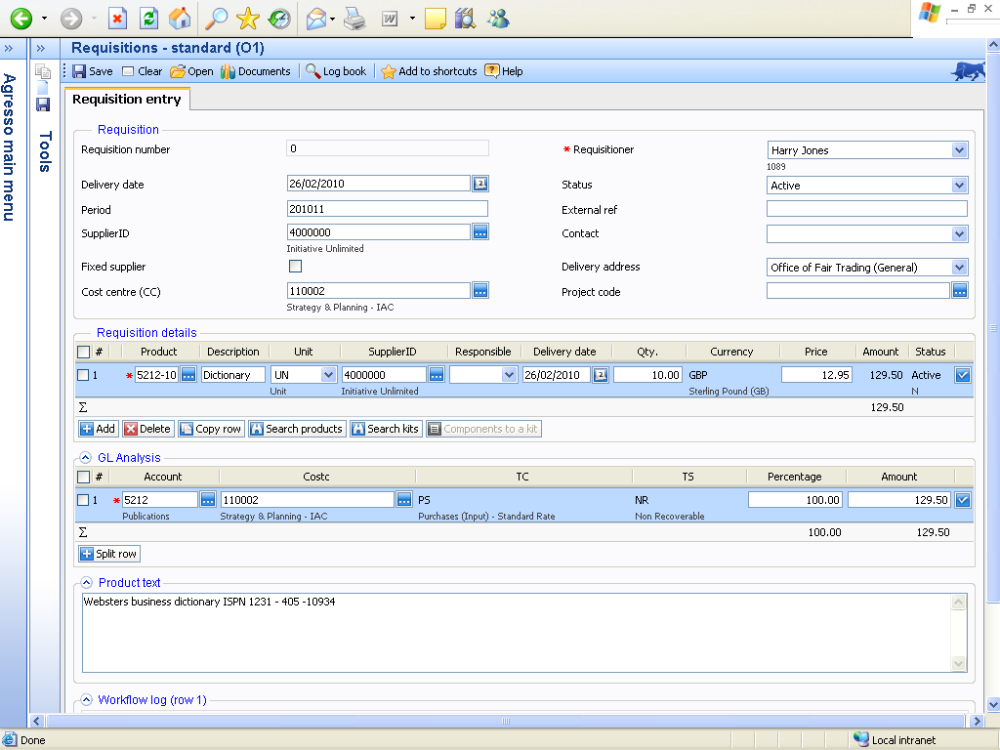 Requisitions - standard (O1)
Save Clear Open Documents Log book Add to shortcuts Help
Agresso main menu
Tools
Requisition entry
Requisition
Requisition number 0 * Requisitioner Harry Jones
1089
Delivery date 26/02/2010 Status Active
Period 201011 External ref
SupplierID 4000000 Contact
Initiative Unlimited
Fixed supplier Delivery address Office of Fair Trading (General)
Cost centre (CC) 110002 Project code
Strategy & Planning - IAC
Requisition details
# Product Description Unit SupplierID Responsible Delivery date Qty. Currency Price Amount Status
1 * 5212-10 Dictionary UN 4000000 26/02/2010 10.00 GBP 12.95 129.50 Active
Unit Initiative Unlimited Sterling Pound (GB) N
Σ 129.50
Add Delete Copy row Search products Search kits Components to a kit
GL Analysis
# Account Costc TC TS Percentage Amount
1 * 5212 110002 PS NR 100.00 129.50
Publications Strategy & Planning - IAC Purchases (Input) - Standard Rate Non Recoverable
Σ 100.00 129.50
Split row
Product text
Websters business dictionary ISPN 1231 - 405 -10934
Workflow log (row 1)
Done Local intranet